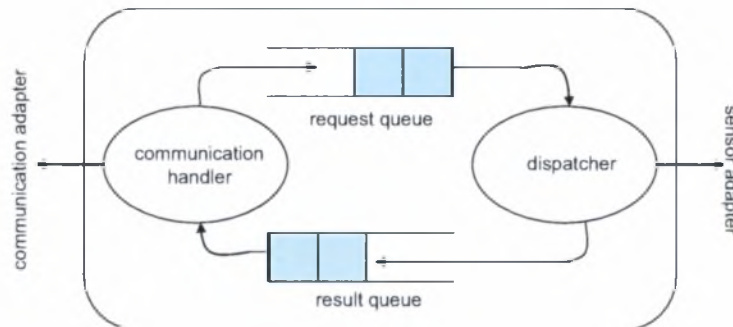 communication adapter
request queue
communication
handler
dispatcher
sensor adapter
result queue